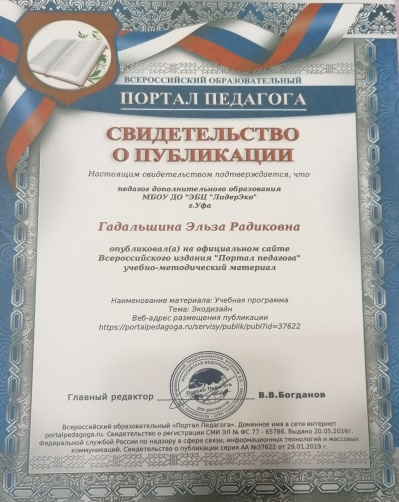 ВСЕРОССИЙСКИЙ ОБРАЗОВАТЕЛЬНЫЙ
ПОРТАЛ ПЕДАГОГА
СВИДЕТЕЛЬСТВО
О ПУБЛИКАЦИИ
Настоящим свидетельством подтверждается, что
педагог дополнительного образования
МБОУ ДО "ЭБЦ "ЛидерЭко"
г.Уфа
Гадальшина Эльза Радиковна
опубликовал(а) на официальном сайте
Всероссийского издания "Портал педагога"
учебно-методический материал
Наименование материала: Учебная программа
Тема: Экодизайн
Веб-адрес размещения публикации
https://portalpedagoga.ru/servisy/publik/publ?id=37622
Портал Педагога
Главный редактор
В.В.Богданов
Всероссийский образовательный «Портал Педагога». Доменное имя в сети интернет
portalpedagoga.ru. Свидетельство о регистрации СМИ ЭЛ № ФС 77 - 65786. Выдано 20.05.2016г.
Федеральной службой России по надзору в сфере связи, информационных технологий и массовых
коммуникаций. Свидетельство о публикации серия АА №37622 от 29.01.2019 г.